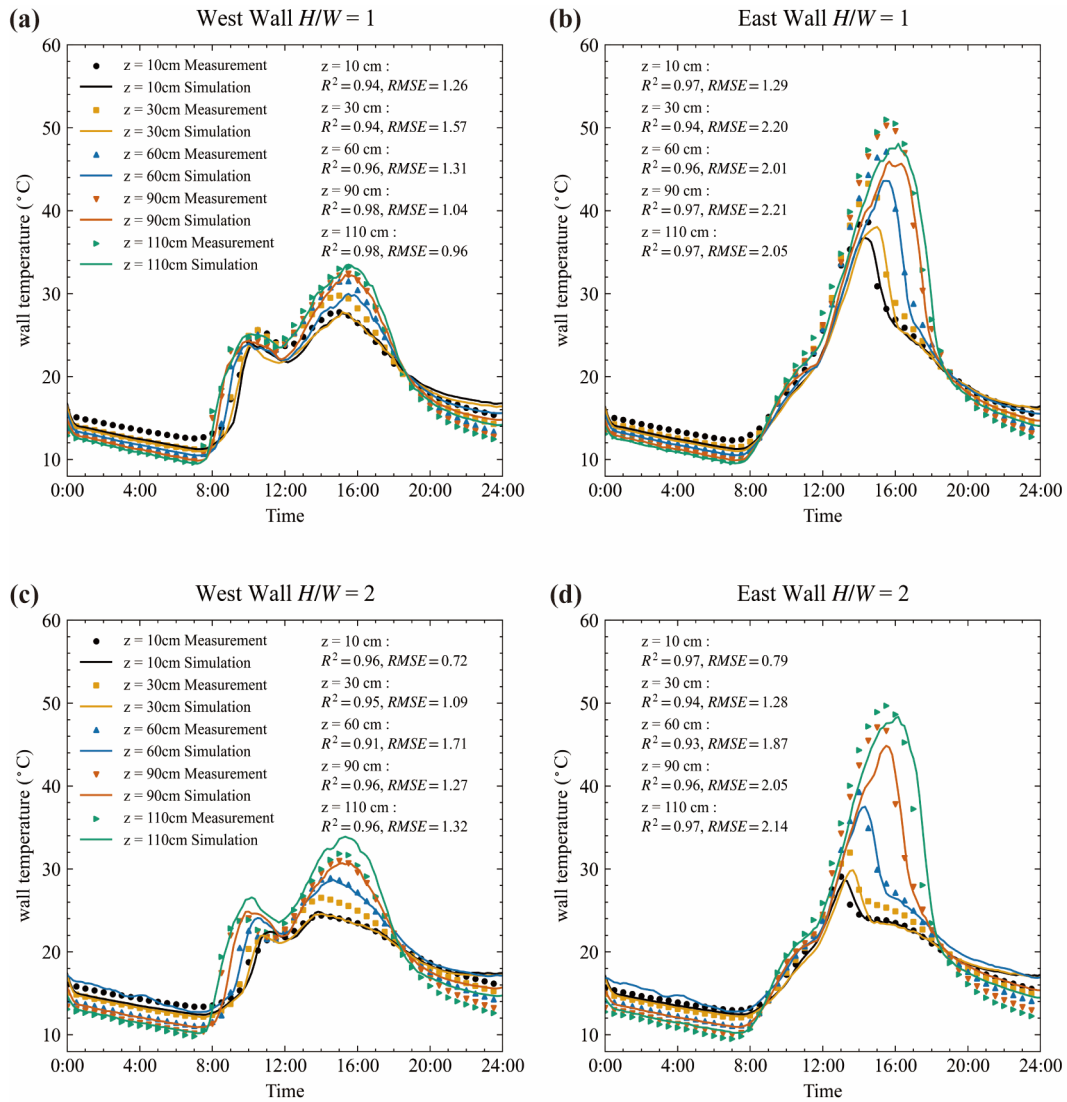 (a)
West Wall H/W = 1
60
50
40
30
20
10
wall temperature (°C)
z = 10cm Measurement
z = 10cm Simulation
z = 30cm Measurement
z = 30cm Simulation
z = 60cm Measurement
z = 60cm Simulation
z = 90cm Measurement
z = 90cm Simulation
z = 110cm Measurement
z = 110cm Simulation
z = 10 cm :
R²=0.94, RMSE=1.26
z = 30 cm :
R²=0.94, RMSE=1.57
z = 60 cm :
R²=0.96, RMSE=1.31
z = 90 cm :
R²=0.98, RMSE=1.04
z = 110 cm :
R²=0.98, RMSE=0.96
0:00 4:00 8:00 12:00 16:00 20:00 24:00
Time
(b)
East Wall H/W = 1
60
50
40
30
20
10
wall temperature (°C)
z = 10 cm :
R²=0.97, RMSE=1.29
z = 30 cm :
R²=0.94, RMSE=2.20
z = 60 cm :
R²=0.96, RMSE=2.01
z = 90 cm :
R²=0.97, RMSE=2.21
z = 110 cm :
R²=0.97, RMSE=2.05
0:00 4:00 8:00 12:00 16:00 20:00 24:00
Time
(c)
West Wall H/W = 2
60
50
40
30
20
10
wall temperature (°C)
z = 10cm Measurement
z = 10cm Simulation
z = 30cm Measurement
z = 30cm Simulation
z = 60cm Measurement
z = 60cm Simulation
z = 90cm Measurement
z = 90cm Simulation
z = 110cm Measurement
z = 110cm Simulation
z = 10 cm :
R²=0.96, RMSE=0.72
z = 30 cm :
R²=0.95, RMSE=1.09
z = 60 cm :
R²=0.91, RMSE=1.71
z = 90 cm :
R²=0.96, RMSE=1.27
z = 110 cm :
R²=0.96, RMSE=1.32
0:00 4:00 8:00 12:00 16:00 20:00 24:00
Time
(d)
East Wall H/W = 2
60
50
40
30
20
10
wall temperature (°C)
z = 10 cm :
R²=0.97, RMSE=0.79
z = 30 cm :
R²=0.94, RMSE=1.28
z = 60 cm :
R²=0.93, RMSE=1.87
z = 90 cm :
R²=0.96, RMSE=2.05
z = 110 cm :
R²=0.97, RMSE=2.14
0:00 4:00 8:00 12:00 16:00 20:00 24:00
Time